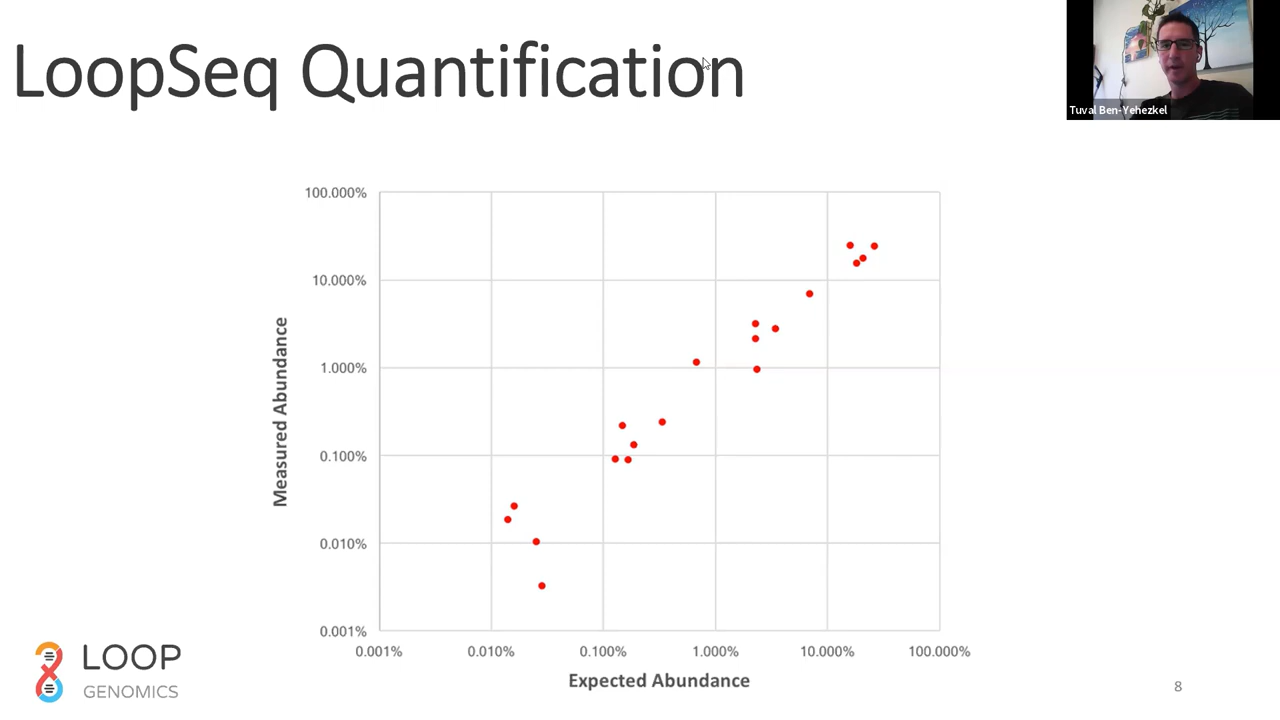 LoopSeq Quantification
Tuval Ben-Yehezkel
100.000%
10.000%
1.000%
0.100%
0.010%
0.001%
Measured Abundance
0.001%
0.010%
0.100%
1.000%
10.000%
100.000%
Expected Abundance
LOOP
GENOMICS
8